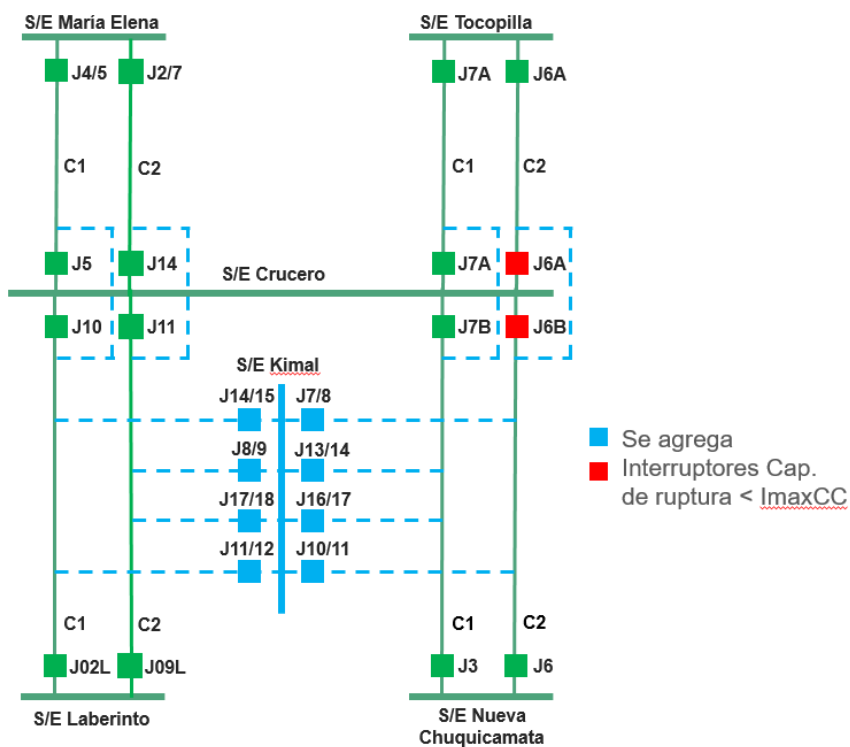 S/E María Elena
S/E Tocopilla
J4/5
J2/7
J7A
J6A
C1
C2
C1
C2
J5
J14
S/E Crucero
J7A
J6A
J10
J11
J7B
J6B
S/E Kimal
J14/15
J7/8
J8/9
J13/14
J17/18
J16/17
J11/12
J10/11
Se agrega
Interruptores Cap.
de ruptura < ImaxCC
C1
C2
C1
C2
J02L
J09L
J3
J6
S/E Laberinto
S/E Nueva
Chuquicamata